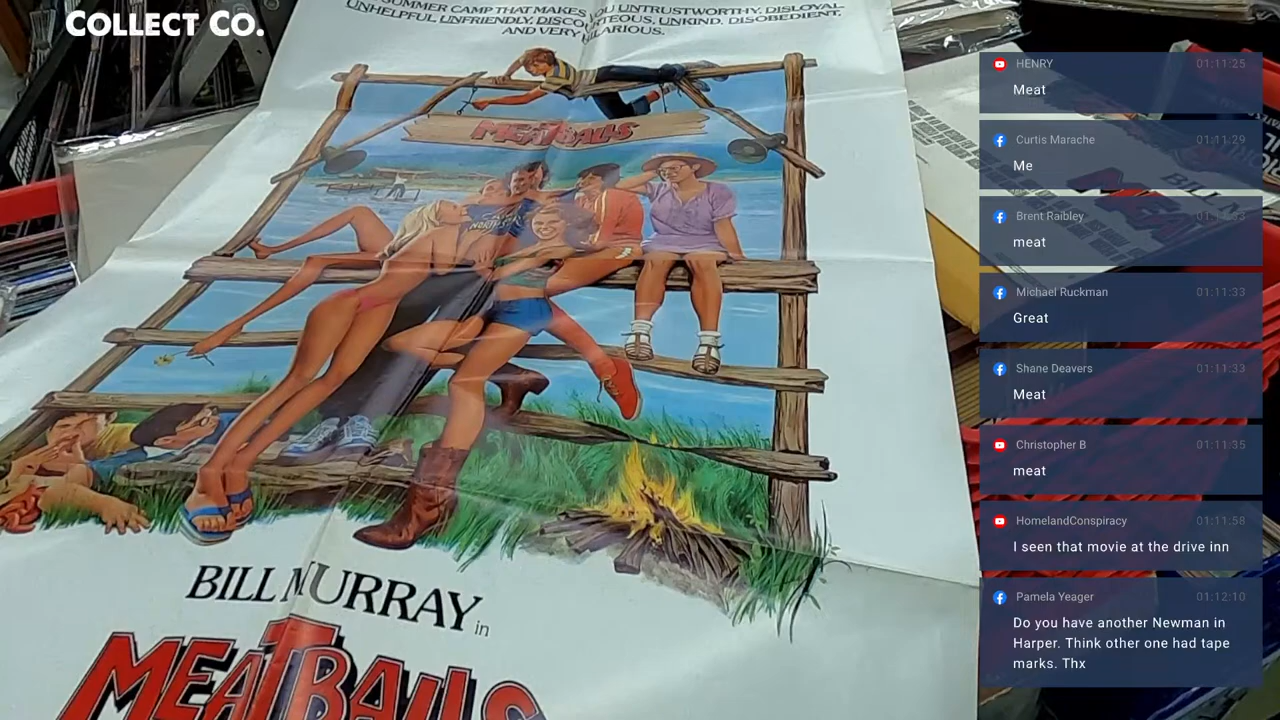 COLLECT CO.
SUMMER CAMP THAT MAKES YOU UNTRUSTWORTHY, DISLOYAL,
UNHELPFUL, UNFRIENDLY, DISCOURTEOUS, UNKIND, DISOBEDIENT,
AND VERY HILARIOUS.
MEATBALLS
CAMP
NORTH STAR
BILL MURRAY in
MEATBALLS
BILL M
HENRY 01:11:25
Meat
Curtis Marache 01:11:29
Me
Brent Raibley
meat
Michael Ruckman 01:11:33
Great
Shane Deavers 01:11:33
Meat
Christopher B 01:11:35
meat
HomelandConspiracy 01:11:58
I seen that movie at the drive inn
Pamela Yeager 01:12:10
Do you have another Newman in
Harper. Think other one had tape
marks. Thx